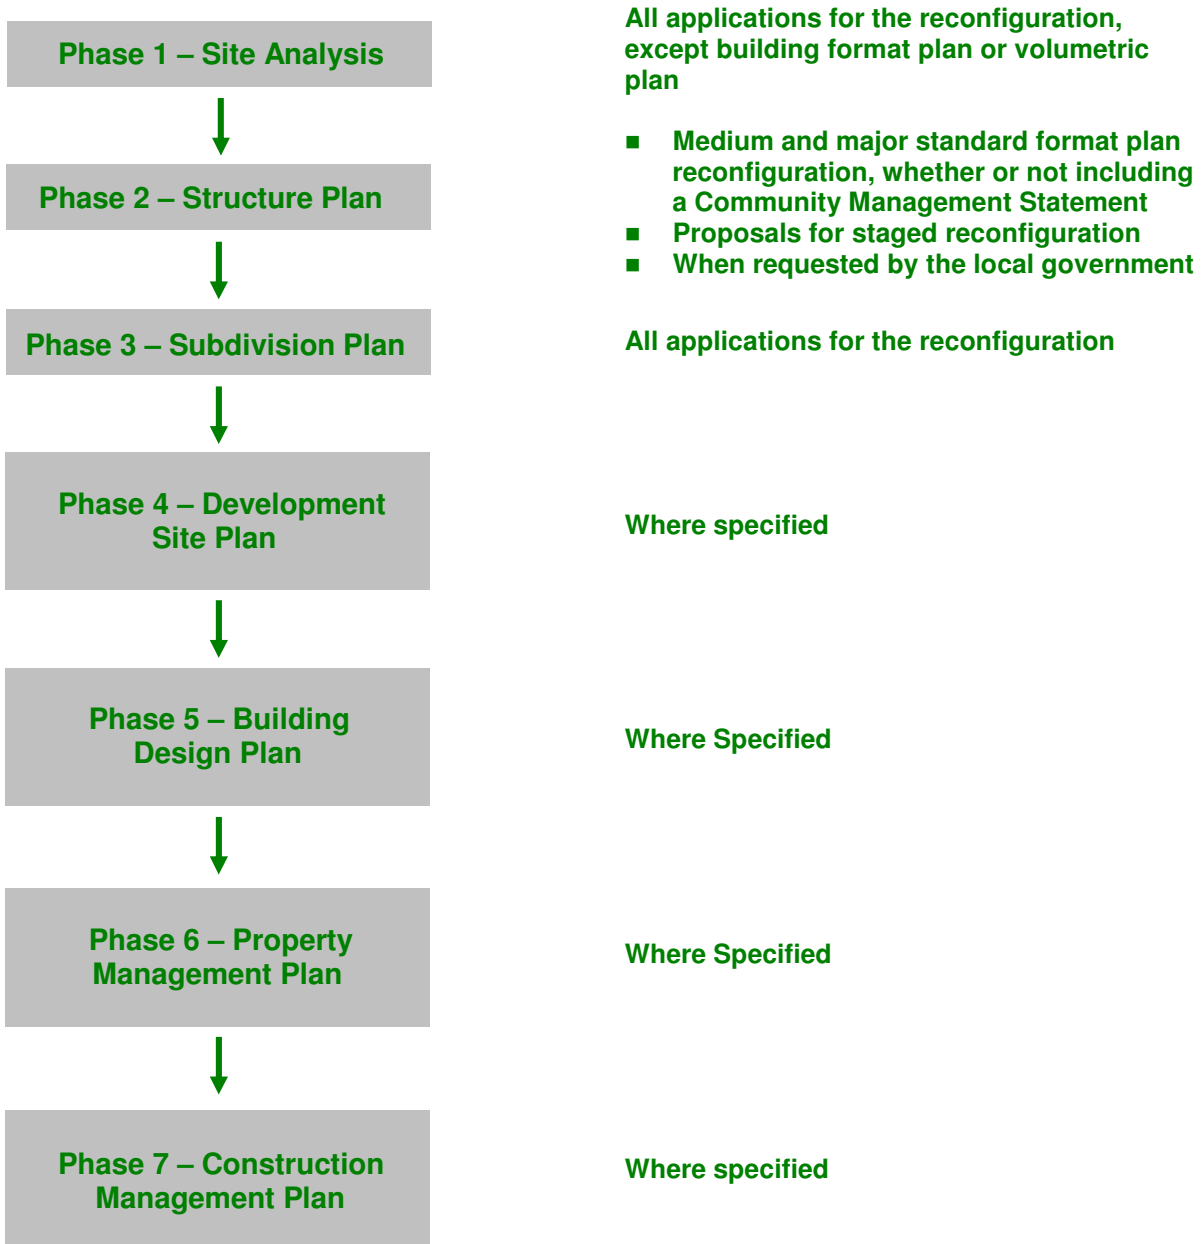 Phase 1 – Site Analysis
All applications for the reconfiguration,
except building format plan or volumetric
plan
Phase 2 – Structure Plan
■ Medium and major standard format plan
reconfiguration, whether or not including
a Community Management Statement
■ Proposals for staged reconfiguration
■ When requested by the local government
Phase 3 – Subdivision Plan
All applications for the reconfiguration
Phase 4 – Development
Site Plan
Where specified
Phase 5 – Building
Design Plan
Where Specified
Phase 6 – Property
Management Plan
Where Specified
Phase 7 – Construction
Management Plan
Where specified